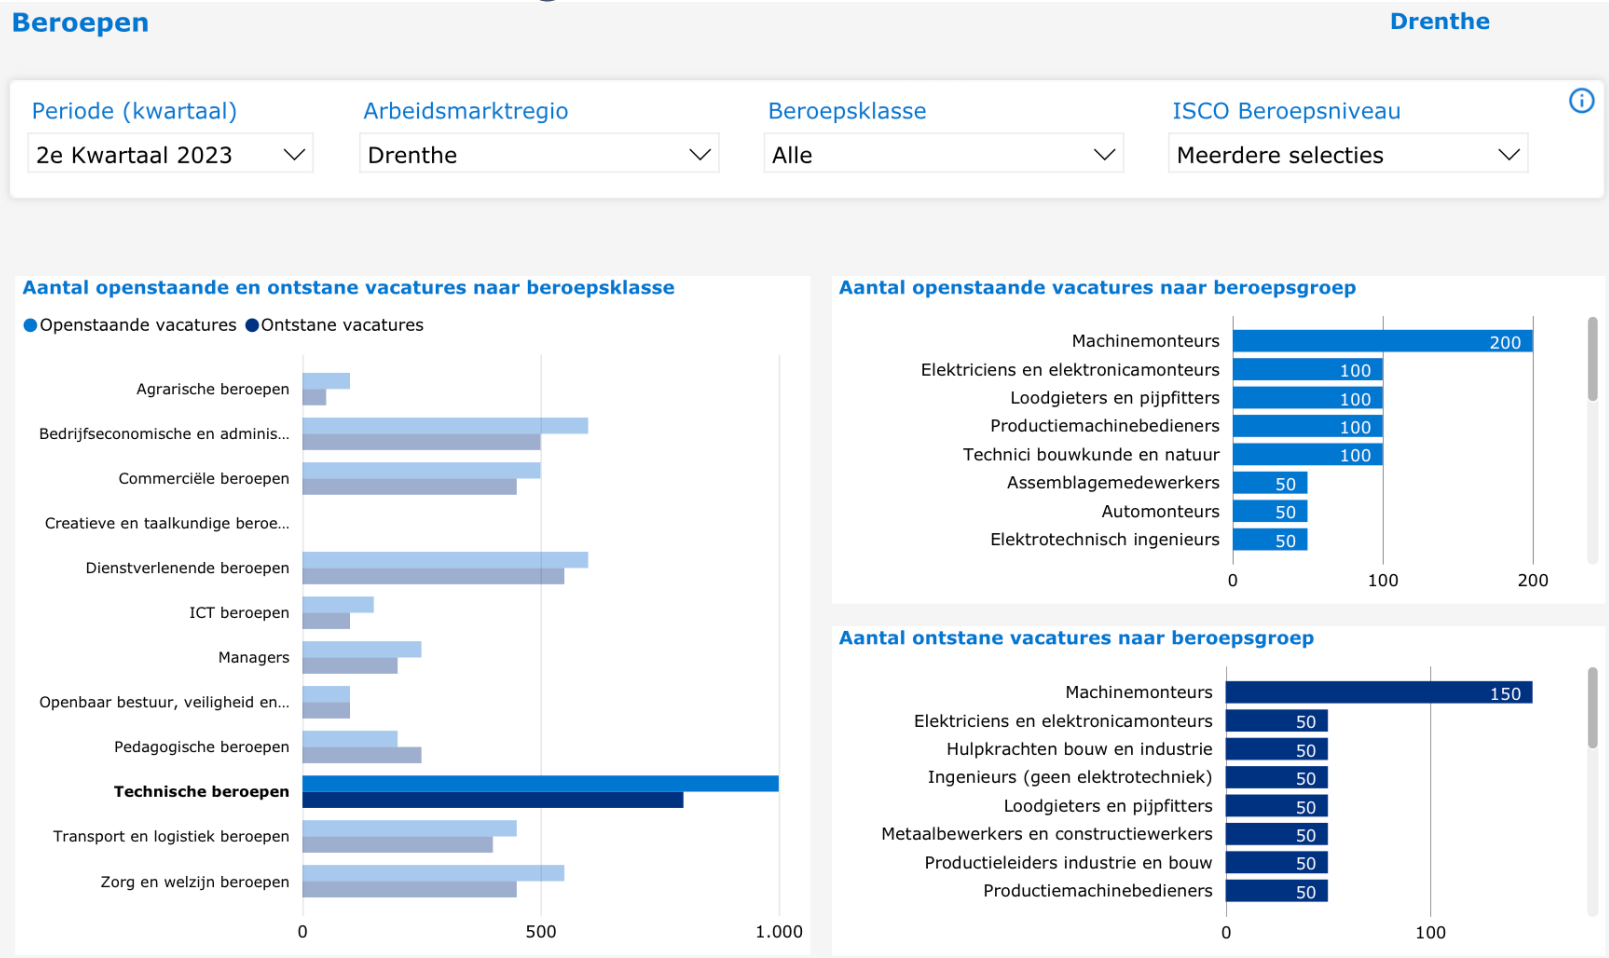 Beroepen
Drenthe
Periode (kwartaal)
Arbeidsmarktregio
Beroepsklasse
ISCO Beroepsniveau
2e Kwartaal 2023
Drenthe
Alle
Meerdere selecties
Aantal openstaande en ontstane vacatures naar beroepsklasse
Openstaande vacatures
Ontstane vacatures
Agrarische beroepen
Bedrijfseconomische en adminis...
Commerciële beroepen
Creatieve en taalkundige beroe...
Dienstverlenende beroepen
ICT beroepen
Managers
Openbaar bestuur, veiligheid en...
Pedagogische beroepen
Technische beroepen
Transport en logistiek beroepen
Zorg en welzijn beroepen
0 500 1.000
Aantal openstaande vacatures naar beroepsgroep
Machinemonteurs 200
Elektriciens en elektronicamonteurs 100
Loodgieters en pijpfitters 100
Productiemachinebedieners 100
Technici bouwkunde en natuur 100
Assemblagemedewerkers 50
Automonteurs 50
Elektrotechnisch ingenieurs 50
0 100 200
Aantal ontstane vacatures naar beroepsgroep
Machinemonteurs 150
Elektriciens en elektronicamonteurs 50
Hulpkrachten bouw en industrie 50
Ingenieurs (geen elektrotechniek) 50
Loodgieters en pijpfitters 50
Metaalbewerkers en constructiewerkers 50
Productieleiders industrie en bouw 50
Productiemachinebedieners 50
0 100